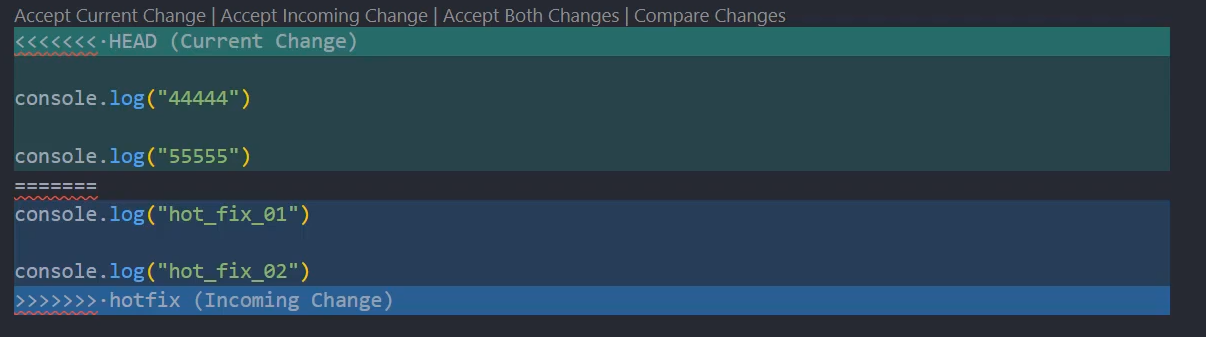 Accept Current Change | Accept Incoming Change | Accept Both Changes | Compare Changes
<<<<<<<·HEAD (Current Change)
console.log("44444")
console.log("55555")
=======
console.log("hot_fix_01")
console.log("hot_fix_02")
>>>>>>>·hotfix (Incoming Change)